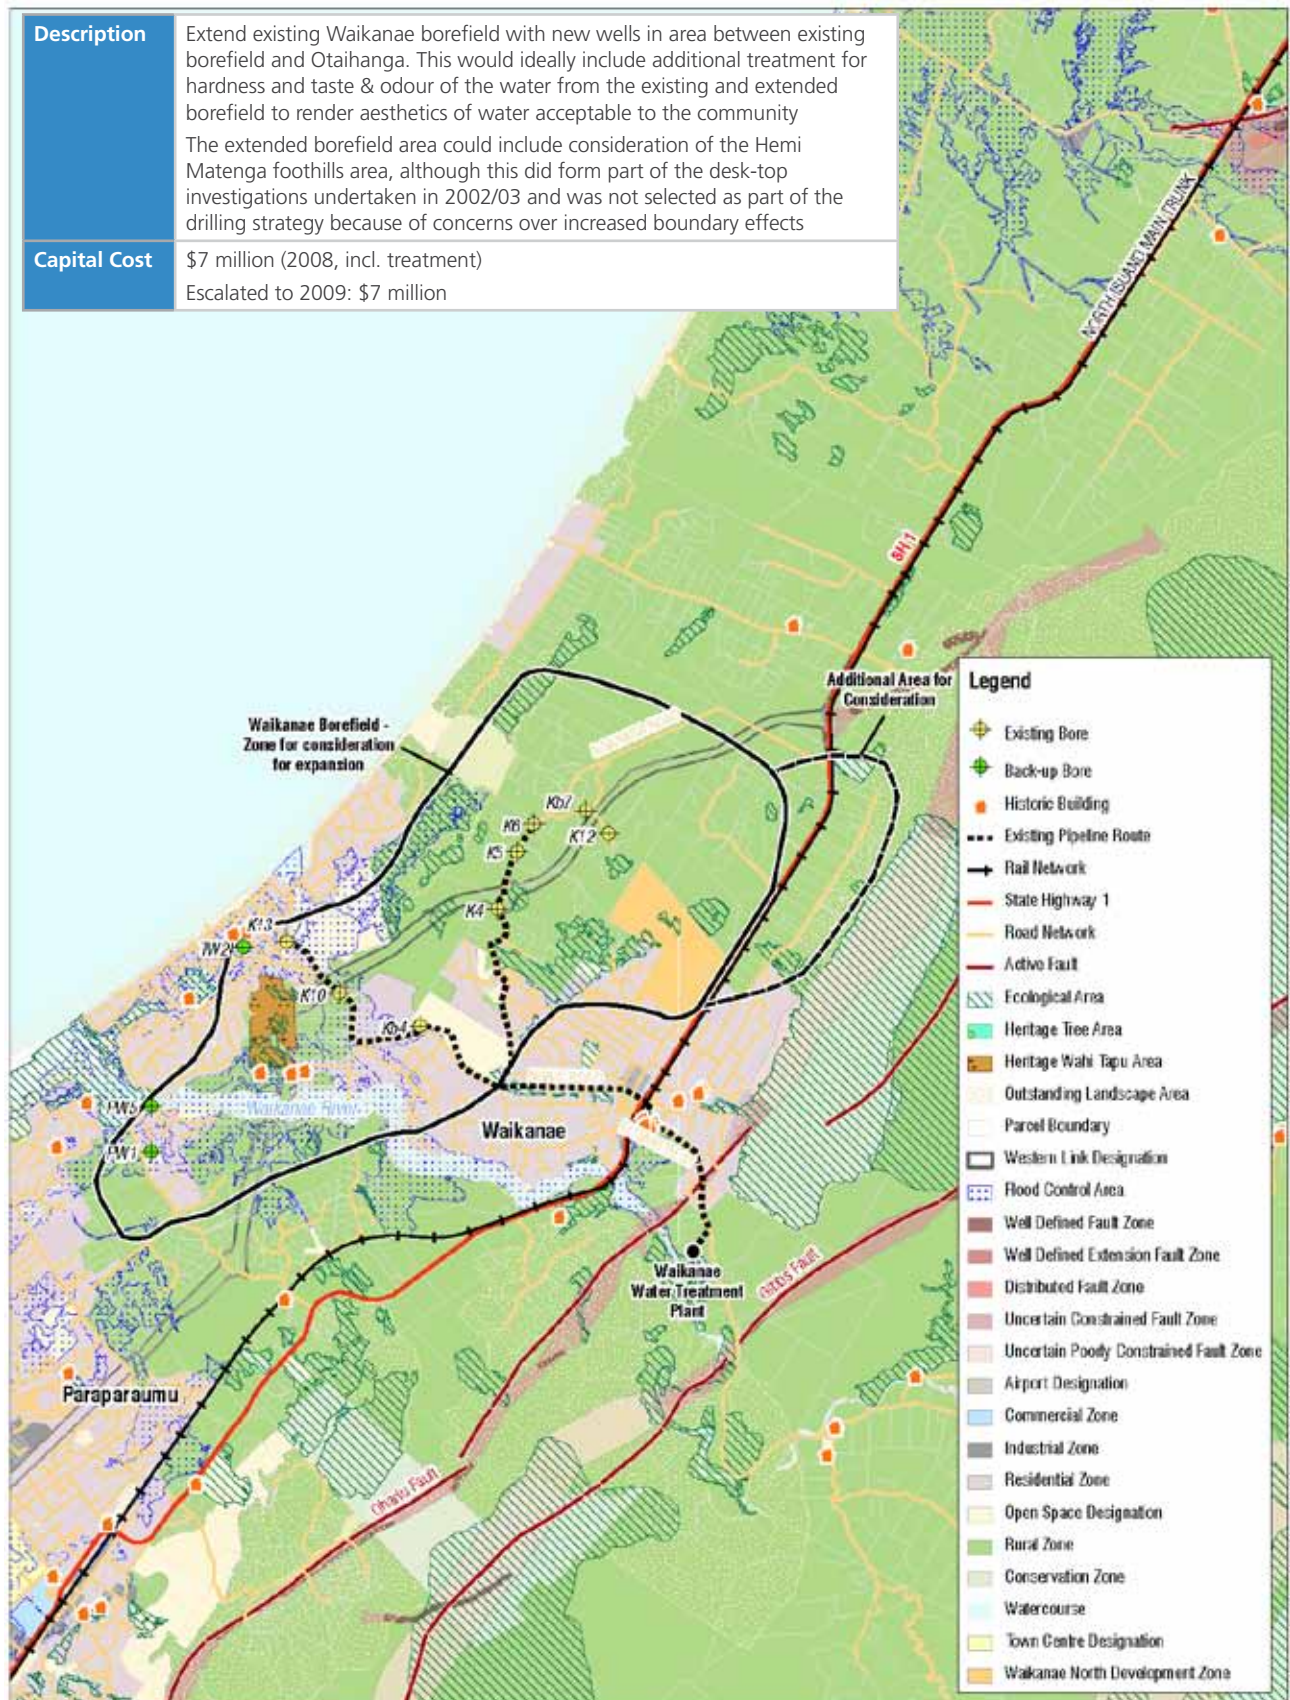 Description
Extend existing Waikanae borefield with new wells in area between existing
borefield and Otaihanga. This would ideally include additional treatment for
hardness and taste & odour of the water from the existing and extended
borefield to render aesthetics of water acceptable to the community
The extended borefield area could include consideration of the Hemi
Matenga foothills area, although this did form part of the desk-top
investigations undertaken in 2002/03 and was not selected as part of the
drilling strategy because of concerns over increased boundary effects
Capital Cost
$7 million (2008, incl. treatment)
Escalated to 2009: $7 million
NORTH ISLAND MAIN TRUNK
SH 1
Additional Area for
Consideration
Waikanae Borefield -
Zone for consideration
for expansion
Kb7
K6
K12
K5
K4
K13
TW2
K10
Kb4
PW5
Waikanae River
PW1
Waikanae
Waikanae
Water Treatment
Plant
Gibbs Fault
Paraparaumu
Ohariu Fault
Legend
Existing Bore
Back-up Bore
Historic Building
Existing Pipeline Route
Rail Network
State Highway 1
Road Network
Active Fault
Ecological Area
Heritage Tree Area
Heritage Wahi Tapu Area
Outstanding Landscape Area
Parcel Boundary
Western Link Designation
Flood Control Area
Well Defined Fault Zone
Well Defined Extension Fault Zone
Distributed Fault Zone
Uncertain Constrained Fault Zone
Uncertain Poorly Constrained Fault Zone
Airport Designation
Commercial Zone
Industrial Zone
Residential Zone
Open Space Designation
Rural Zone
Conservation Zone
Watercourse
Town Centre Designation
Waikanae North Development Zone